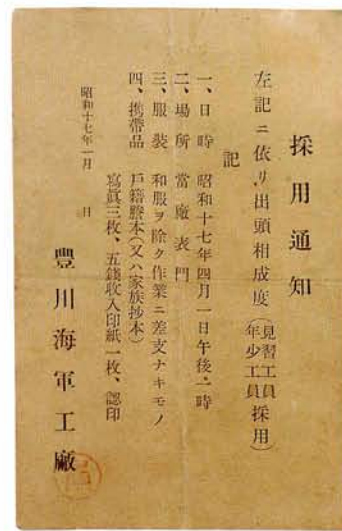 採用通知
左記ニ依リ、出頭相成度(見習工員年少工員採用)
記
一、日時 昭和十七年四月一日午後一時
二、場所 當廠表門
三、服裝 和服ヲ除ク作業ニ差支ナキモノ
四、携帶品 戶籍謄本(又ハ家族抄本)
寫眞三枚、五錢收入印紙一枚、認印
昭和十七年一月 日
豐川海軍工廠